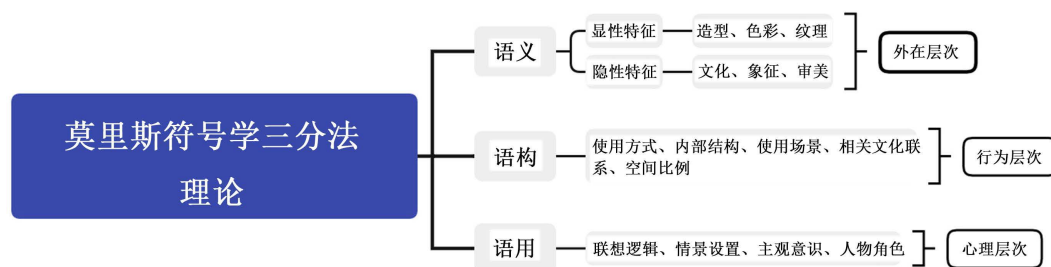 莫里斯符号学三分法
理论
语义
显性特征
造型、色彩、纹理
隐性特征
文化、象征、审美
外在层次
语构
使用方式、内部结构、使用场景、相关文化联
系、空间比例
行为层次
语用
联想逻辑、情景设置、主观意识、人物角色
心理层次